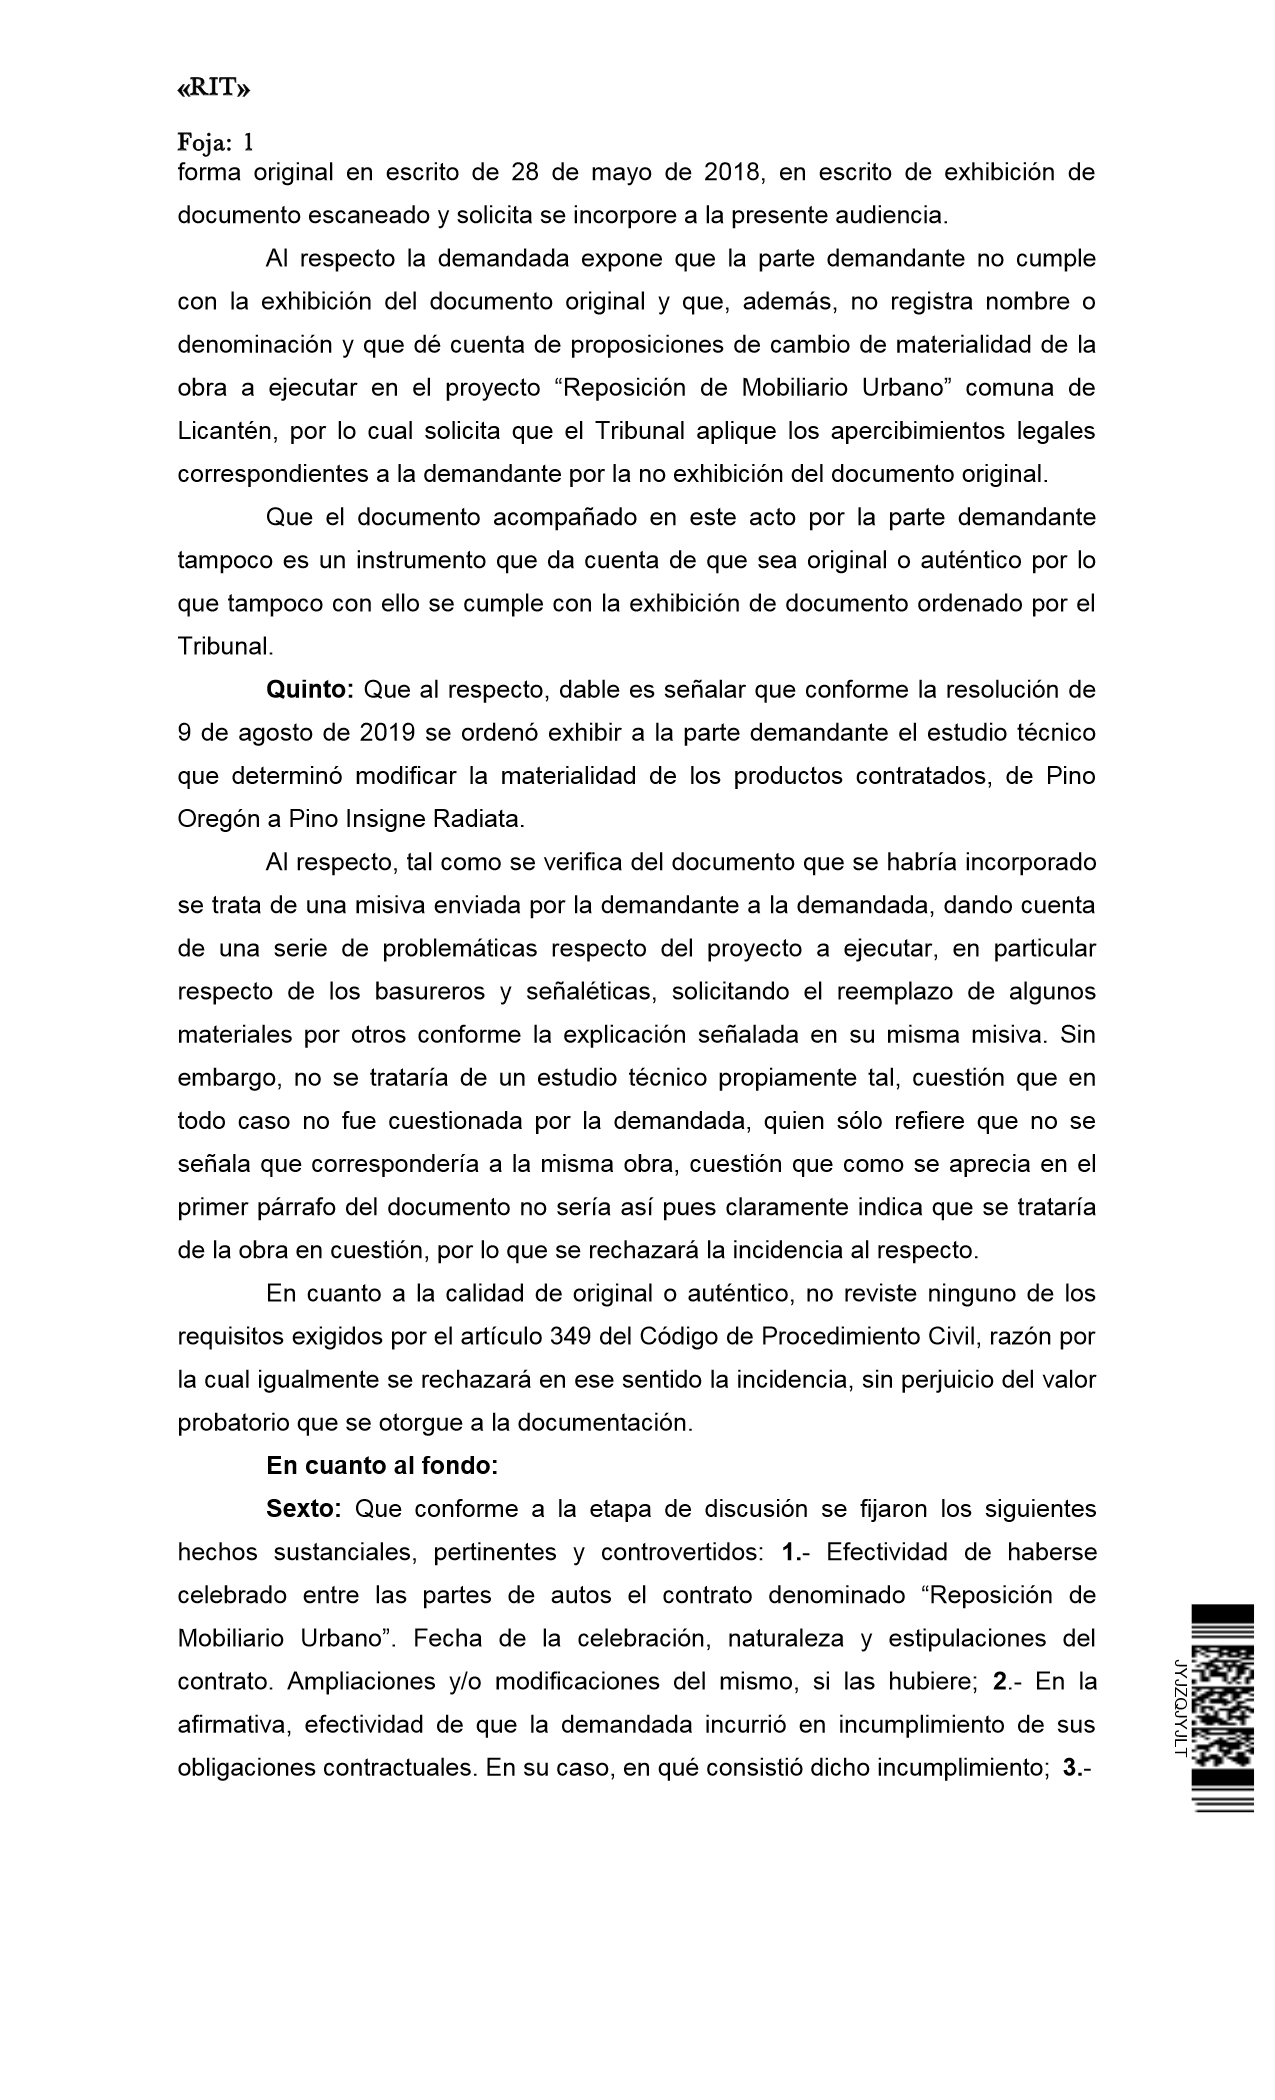 «RIT»
Foja: 1
forma original en escrito de 28 de mayo de 2018, en escrito de exhibición de
documento escaneado y solicita se incorpore a la presente audiencia.
Al respecto la demandada expone que la parte demandante no cumple
con la exhibición del documento original y que, además, no registra nombre o
denominación y que dé cuenta de proposiciones de cambio de materialidad de la
obra a ejecutar en el proyecto “Reposición de Mobiliario Urbano” comuna de
Licantén, por lo cual solicita que el Tribunal aplique los apercibimientos legales
correspondientes a la demandante por la no exhibición del documento original.
Que el documento acompañado en este acto por la parte demandante
tampoco es un instrumento que da cuenta de que sea original o auténtico por lo
que tampoco con ello se cumple con la exhibición de documento ordenado por el
Tribunal.
Quinto: Que al respecto, dable es señalar que conforme la resolución de
9 de agosto de 2019 se ordenó exhibir a la parte demandante el estudio técnico
que determinó modificar la materialidad de los productos contratados, de Pino
Oregón a Pino Insigne Radiata.
Al respecto, tal como se verifica del documento que se habría incorporado
se trata de una misiva enviada por la demandante a la demandada, dando cuenta
de una serie de problemáticas respecto del proyecto a ejecutar, en particular
respecto de los basureros y señaléticas, solicitando el reemplazo de algunos
materiales por otros conforme la explicación señalada en su misma misiva. Sin
embargo, no se trataría de un estudio técnico propiamente tal, cuestión que en
todo caso no fue cuestionada por la demandada, quien sólo refiere que no se
señala que correspondería a la misma obra, cuestión que como se aprecia en el
primer párrafo del documento no sería así pues claramente indica que se trataría
de la obra en cuestión, por lo que se rechazará la incidencia al respecto.
En cuanto a la calidad de original o auténtico, no reviste ninguno de los
requisitos exigidos por el artículo 349 del Código de Procedimiento Civil, razón por
la cual igualmente se rechazará en ese sentido la incidencia, sin perjuicio del valor
probatorio que se otorgue a la documentación.
En cuanto al fondo:
Sexto: Que conforme a la etapa de discusión se fijaron los siguientes
hechos sustanciales, pertinentes y controvertidos: 1.- Efectividad de haberse
celebrado entre las partes de autos el contrato denominado “Reposición de
Mobiliario Urbano”. Fecha de la celebración, naturaleza y estipulaciones del
contrato. Ampliaciones y/o modificaciones del mismo, si las hubiere; 2.- En la
afirmativa, efectividad de que la demandada incurrió en incumplimiento de sus
obligaciones contractuales. En su caso, en qué consistió dicho incumplimiento; 3.-
JYJZQJYJLT